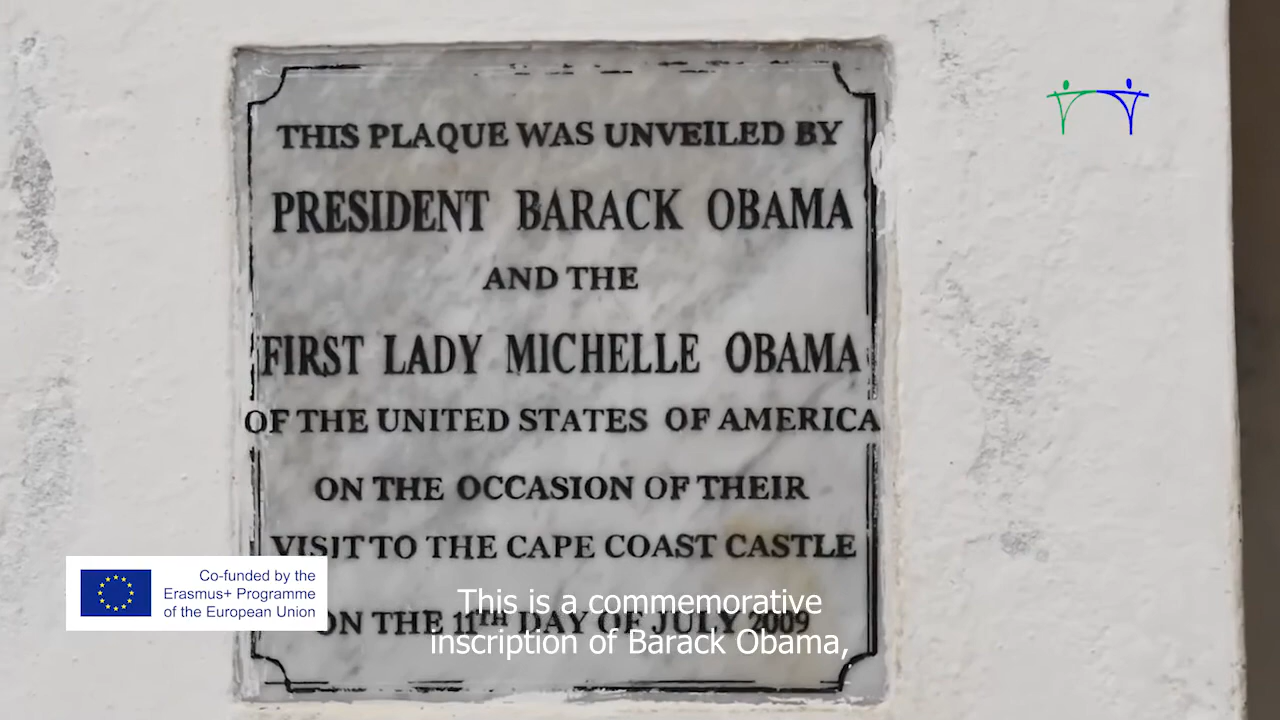 THIS PLAQUE WAS UNVEILED BY
PRESIDENT BARACK OBAMA
AND THE
FIRST LADY MICHELLE OBAMA
OF THE UNITED STATES OF AMERICA
ON THE OCCASION OF THEIR
VISIT TO THE CAPE COAST CASTLE
ON THE 11TH DAY OF JULY 2009
Co-funded by the
Erasmus+ Programme
of the European Union
This is a commemorative
inscription of Barack Obama,